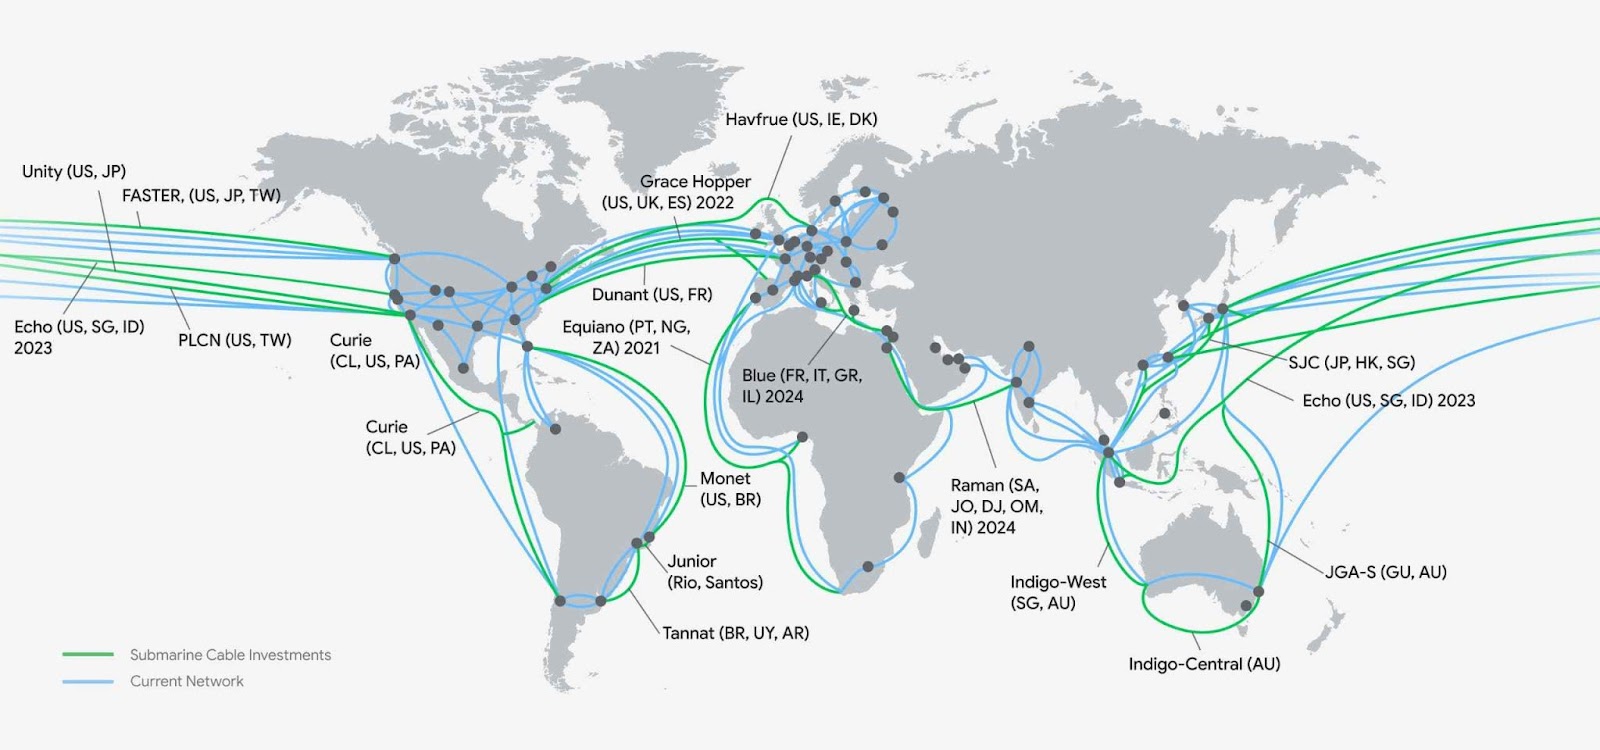 Havfrue (US, IE, DK)
Unity (US, JP)
FASTER, (US, JP, TW)
Grace Hopper
(US, UK, ES) 2022
Dunant (US, FR)
Echo (US, SG, ID)
2023
PLCN (US, TW)
Curie
(CL, US, PA)
Equiano (PT, NG,
ZA) 2021
Blue (FR, IT, GR,
IL) 2024
SJC (JP, HK, SG)
Echo (US, SG, ID) 2023
Curie
(CL, US, PA)
Monet
(US, BR)
Raman (SA,
JO, DJ, OM,
IN) 2024
Junior
(Rio, Santos)
Indigo-West
(SG, AU)
JGA-S (GU, AU)
Tannat (BR, UY, AR)
Indigo-Central (AU)
Submarine Cable Investments
Current Network